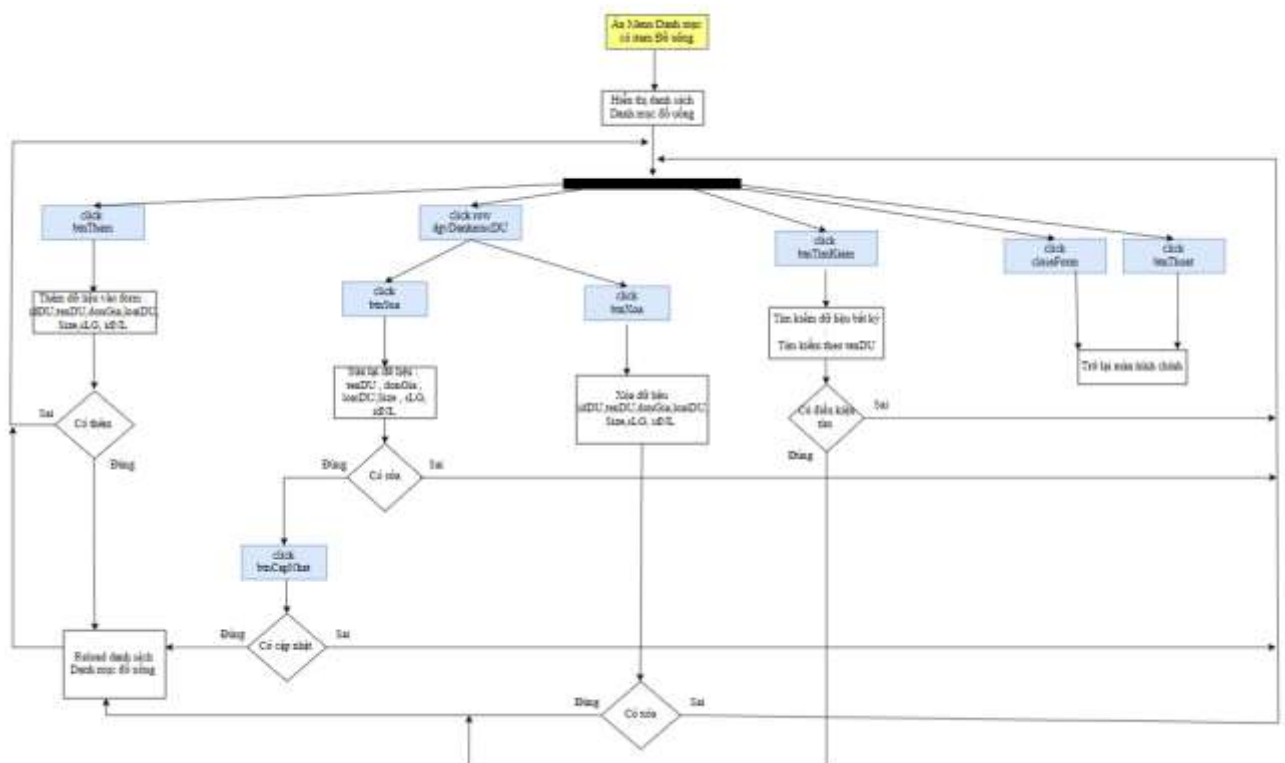 Ấn Menu Danh mục
có item Đồ uống
Hiển thị danh sách
Danh mục đồ uống
click
btnThem
click row
dgvDanhmucDU
click
btnTimKiem
click
closeForm
click
btnThoat
click
btnSua
click
btnXoa
Thêm dữ liệu vào form
idDU,tenDU,donGia,loaiDU,
Size,sLG, idNL
Tìm kiếm dữ liệu bất kỳ
Tìm kiếm theo tenDU
Trở lại màn hình chính
Sửa lại dữ liệu :
tenDU , donGia ,
loaiDU,Size , sLG,
idNL
Xóa dữ liệu
idDU,tenDU,donGia,loaiDU
Size,sLG, idNL
Sai
Có thêm
Đúng
Có điều kiện
tìm
Sai
Đúng
Đúng
Có sửa
Sai
click
btnCapNhat
Đúng
Có cập nhật
Sai
Reload danh sách
Danh mục đồ uống
Đúng
Có xóa
Sai